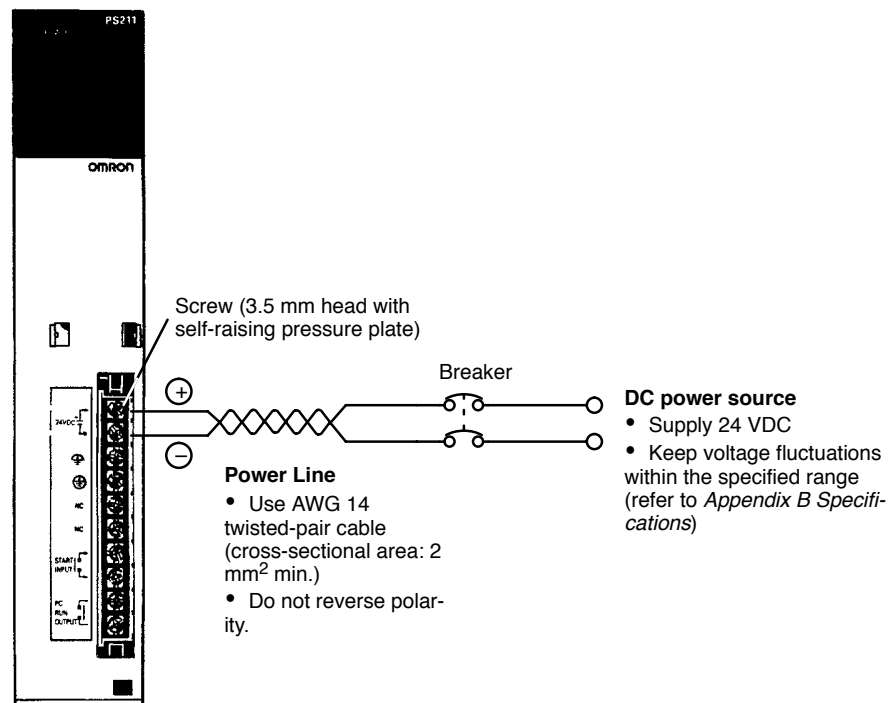 PS211
OMRON
Screw (3.5 mm head with
self-raising pressure plate)
Breaker
+
−
24VDC
+
NC
NC
START
INPUT
PC
RUN
OUTPUT
Power Line
• Use AWG 14
twisted-pair cable
(cross-sectional area: 2
mm² min.)
• Do not reverse polar-
ity.
DC power source
• Supply 24 VDC
• Keep voltage fluctuations
within the specified range
(refer to Appendix B Specifi-
cations)